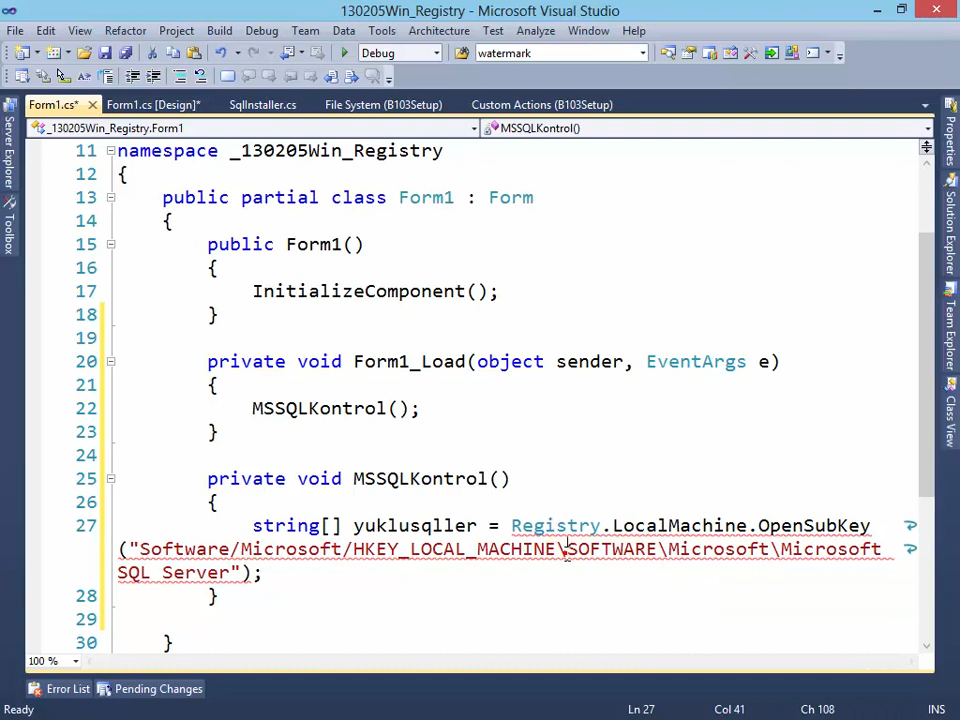 130205Win_Registry - Microsoft Visual Studio
File Edit View Refactor Project Build Debug Team Data Tools Architecture Test Analyze Window Help
Debug watermark
Form1.cs* Form1.cs [Design]* SqlInstaller.cs File System (B103Setup) Custom Actions (B103Setup)
_130205Win_Registry.Form1 MSSQLKontrol()
Server Explorer
Toolbox
Properties
Solution Explorer
Team Explorer
Class View
11 namespace _130205Win_Registry
12 {
13 public partial class Form1 : Form
14 {
15 public Form1()
16 {
17 InitializeComponent();
18 }
19
20 private void Form1_Load(object sender, EventArgs e)
21 {
22 MSSQLKontrol();
23 }
24
25 private void MSSQLKontrol()
26 {
27 string[] yuklusqller = Registry.LocalMachine.OpenSubKey
("Software/Microsoft/HKEY_LOCAL_MACHINE\SOFTWARE\Microsoft\Microsoft
SQL Server");
28 }
29
30 }
100 %
Error List Pending Changes
Ready Ln 27 Col 41 Ch 108 INS